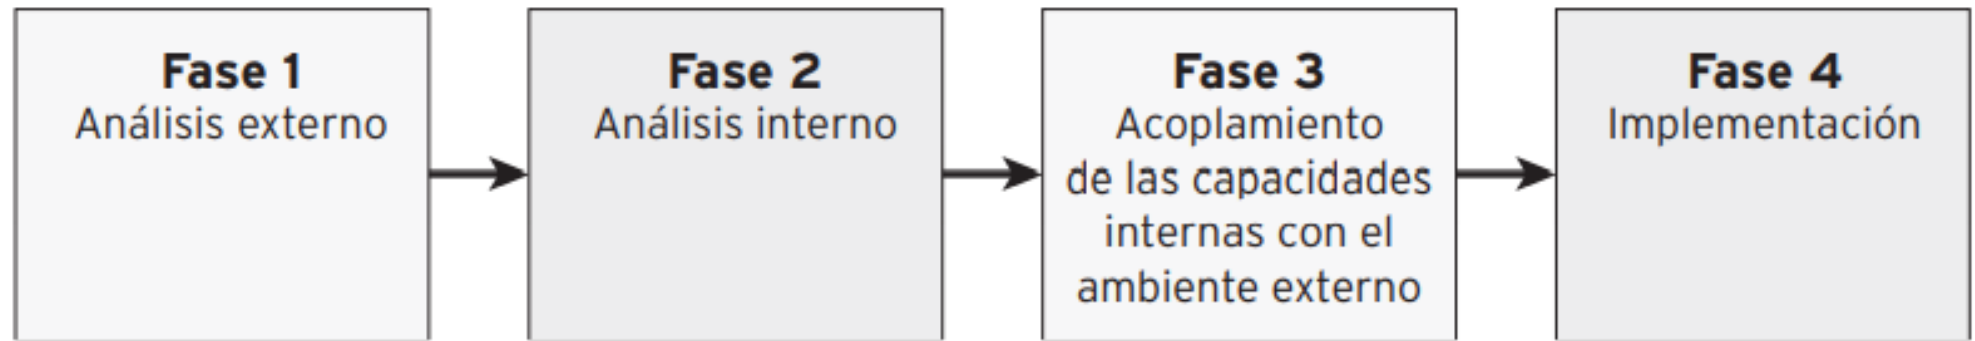 Fase 1
Análisis externo
Fase 2
Análisis interno
Fase 3
Acoplamiento
de las capacidades
internas con el
ambiente externo
Fase 4
Implementación